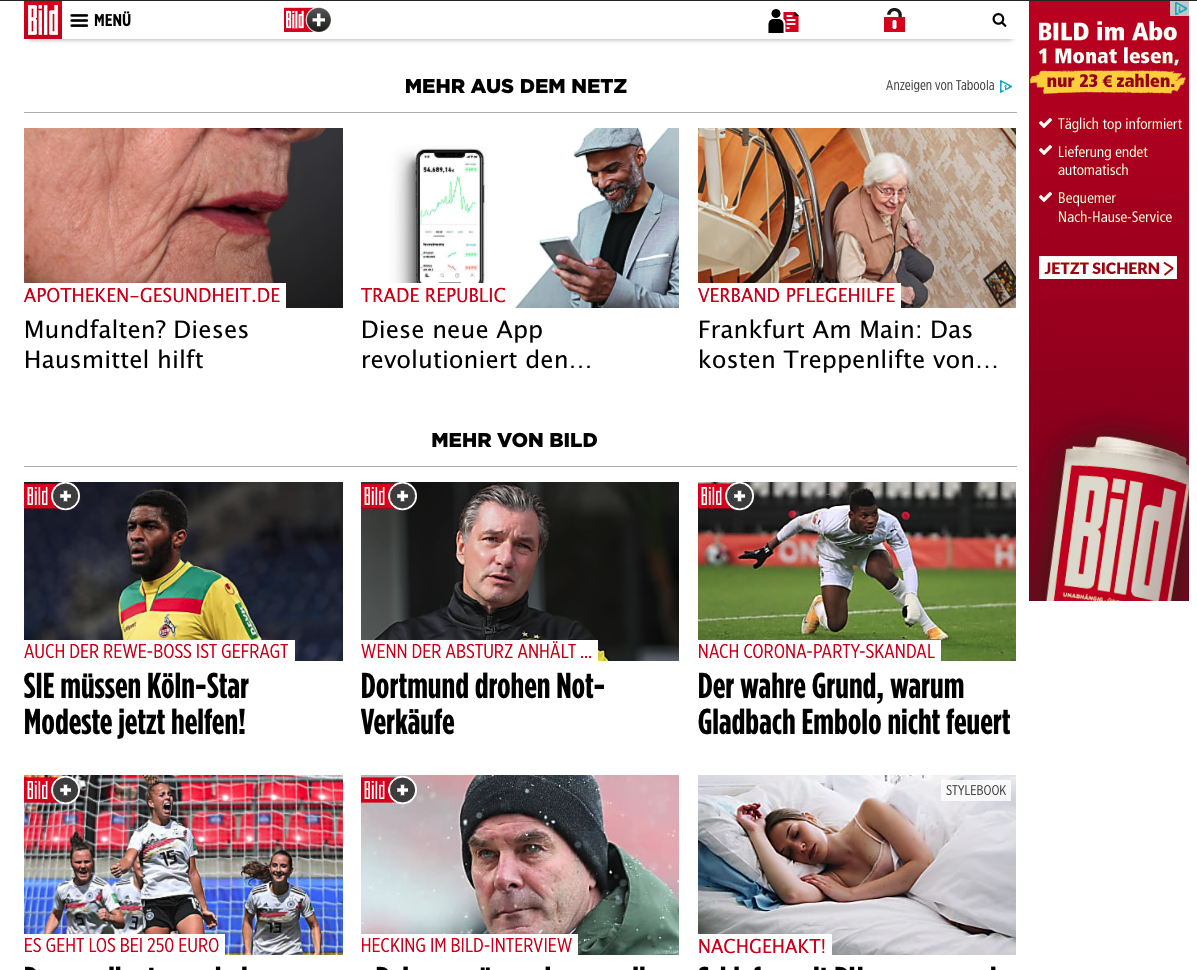 Bild
MENÜ
Bild
MEHR AUS DEM NETZ
Anzeigen von Taboola
54.689,14€
APOTHEKEN-GESUNDHEIT.DE
Mundfalten? Dieses
Hausmittel hilft
TRADE REPUBLIC
Diese neue App
revolutioniert den…
VERBAND PFLEGEHILFE
Frankfurt Am Main: Das
kosten Treppenlifte von…
BILD im Abo
1 Monat lesen,
nur 23 € zahlen.
Täglich top informiert
Lieferung endet
automatisch
Bequemer
Nach-Hause-Service
JETZT SICHERN
Bild
MEHR VON BILD
Bild
AUCH DER REWE-BOSS IST GEFRAGT
SIE müssen Köln-Star
Modeste jetzt helfen!
Bild
WENN DER ABSTURZ ANHÄLT ...
Dortmund drohen Not-
Verkäufe
Bild
NACH CORONA-PARTY-SKANDAL
Der wahre Grund, warum
Gladbach Embolo nicht feuert
Bild
15
13
ES GEHT LOS BEI 250 EURO
Bild
HECKING IM BILD-INTERVIEW
STYLEBOOK
NACHGEHAKT!